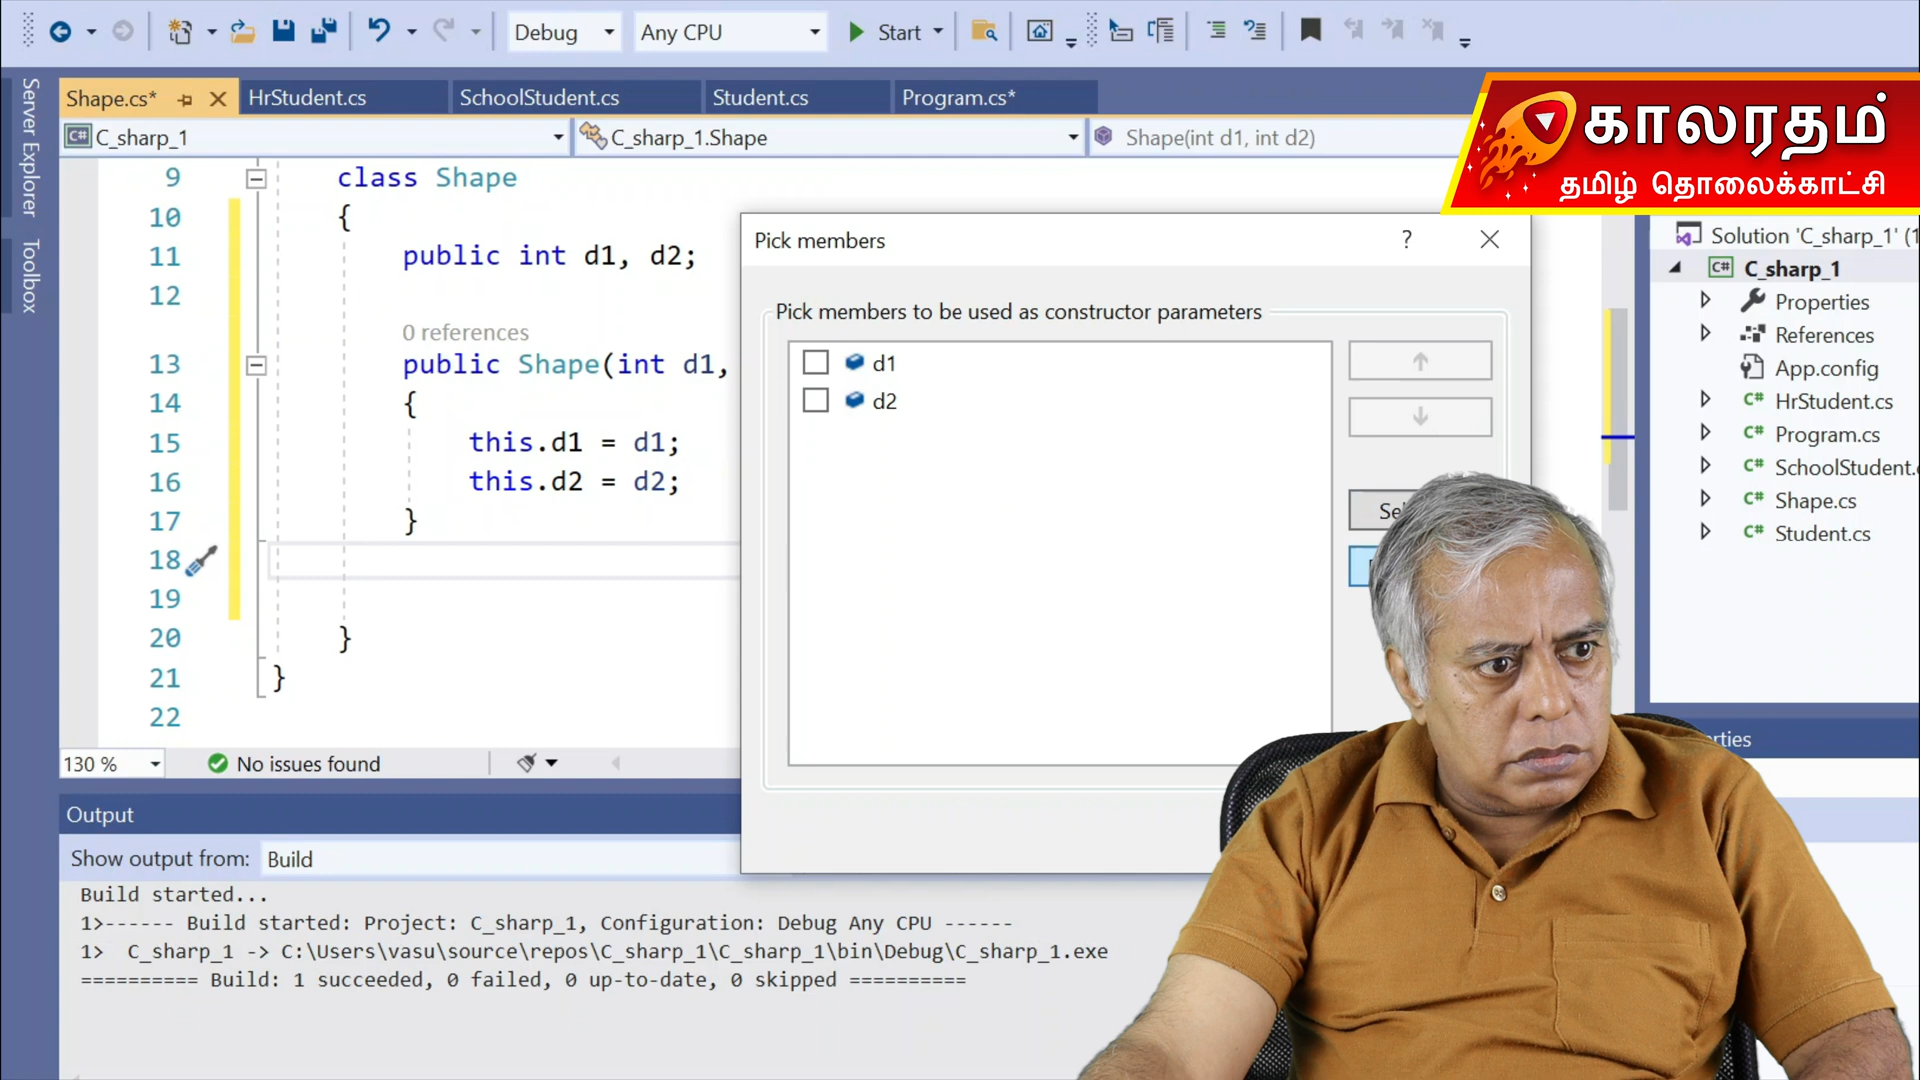 Debug
Any CPU
Start
Server Explorer
Toolbox
Shape.cs*
HrStudent.cs
SchoolStudent.cs
Student.cs
Program.cs*
C# C_sharp_1
C_sharp_1.Shape
Shape(int d1, int d2)
காலரதம்
தமிழ் தொலைக்காட்சி
9 class Shape
10 {
11 public int d1, d2;
12
0 references
13 public Shape(int d1,
14 {
15 this.d1 = d1;
16 this.d2 = d2;
17 }
18
19
20 }
21 }
22
Pick members
?
Pick members to be used as constructor parameters
d1
d2
Solution 'C_sharp_1' (1
C# C_sharp_1
Properties
References
App.config
C# HrStudent.cs
C# Program.cs
C# SchoolStudent.c
C# Shape.cs
C# Student.cs
130 %
No issues found
Output
Show output from: Build
Build started...
1>------ Build started: Project: C_sharp_1, Configuration: Debug Any CPU ------
1> C_sharp_1 -> C:\Users\vasu\source\repos\C_sharp_1\C_sharp_1\bin\Debug\C_sharp_1.exe
========== Build: 1 succeeded, 0 failed, 0 up-to-date, 0 skipped ==========